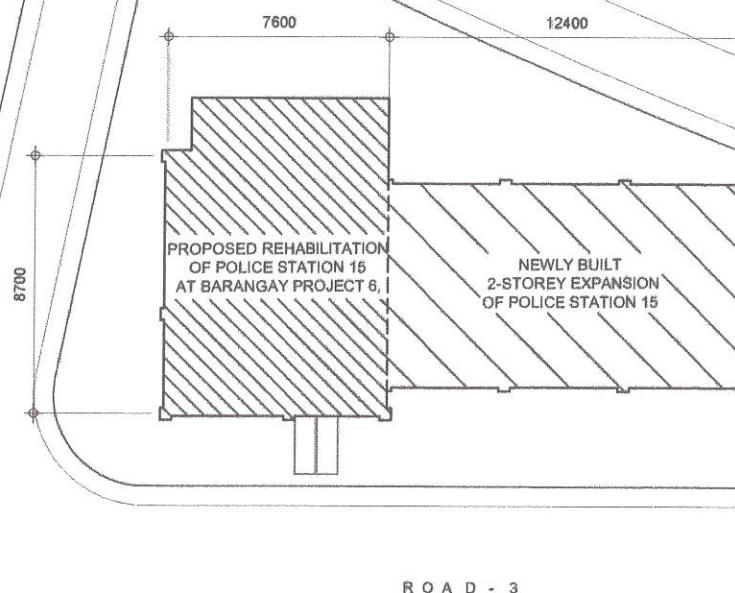 7600
12400
8700
PROPOSED REHABILITATION
OF POLICE STATION 15
AT BARANGAY PROJECT 6,
NEWLY BUILT
2-STOREY EXPANSION
OF POLICE STATION 15
ROAD - 3